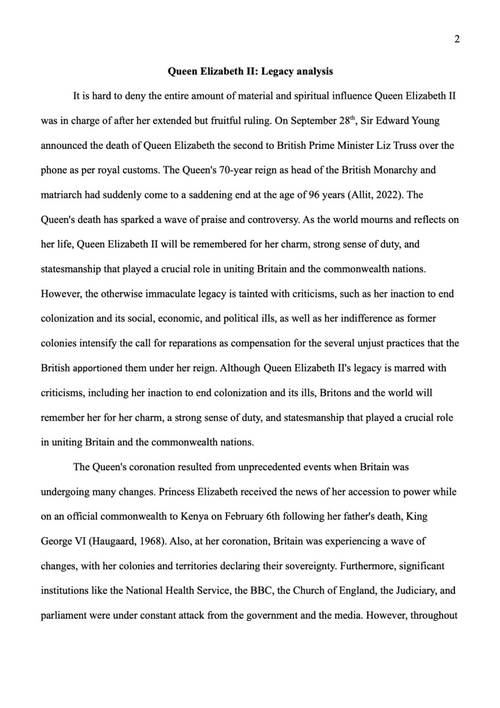 2
Queen Elizabeth II: Legacy analysis
It is hard to deny the entire amount of material and spiritual influence Queen Elizabeth II
was in charge of after her extended but fruitful ruling. On September 28th, Sir Edward Young
announced the death of Queen Elizabeth the second to British Prime Minister Liz Truss over the
phone as per royal customs. The Queen's 70-year reign as head of the British Monarchy and
matriarch had suddenly come to a saddening end at the age of 96 years (Allit, 2022). The
Queen's death has sparked a wave of praise and controversy. As the world mourns and reflects on
her life, Queen Elizabeth II will be remembered for her charm, strong sense of duty, and
statesmanship that played a crucial role in uniting Britain and the commonwealth nations.
However, the otherwise immaculate legacy is tainted with criticisms, such as her inaction to end
colonization and its social, economic, and political ills, as well as her indifference as former
colonies intensify the call for reparations as compensation for the several unjust practices that the
British apportioned them under her reign. Although Queen Elizabeth II's legacy is marred with
criticisms, including her inaction to end colonization and its ills, Britons and the world will
remember her for her charm, a strong sense of duty, and statesmanship that played a crucial role
in uniting Britain and the commonwealth nations.
The Queen's coronation resulted from unprecedented events when Britain was
undergoing many changes. Princess Elizabeth received the news of her accession to power while
on an official commonwealth to Kenya on February 6th following her father's death, King
George VI (Haugaard, 1968). Also, at her coronation, Britain was experiencing a wave of
changes, with her colonies and territories declaring their sovereignty. Furthermore, significant
institutions like the National Health Service, the BBC, the Church of England, the Judiciary, and
parliament were under constant attack from the government and the media. However, throughout